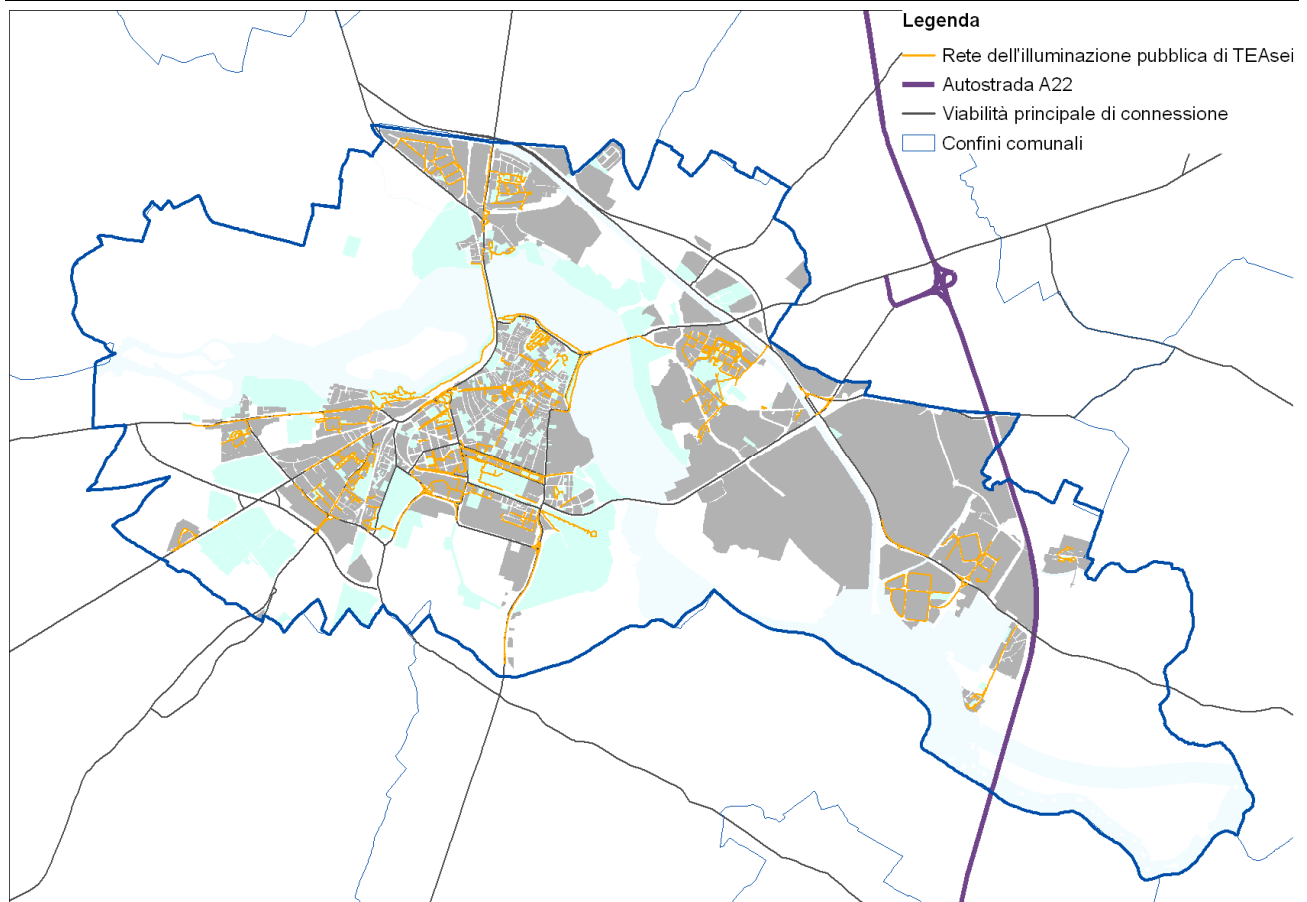 Legenda
Rete dell'illuminazione pubblica di TEAsei
Autostrada A22
Viabilità principale di connessione
Confini comunali